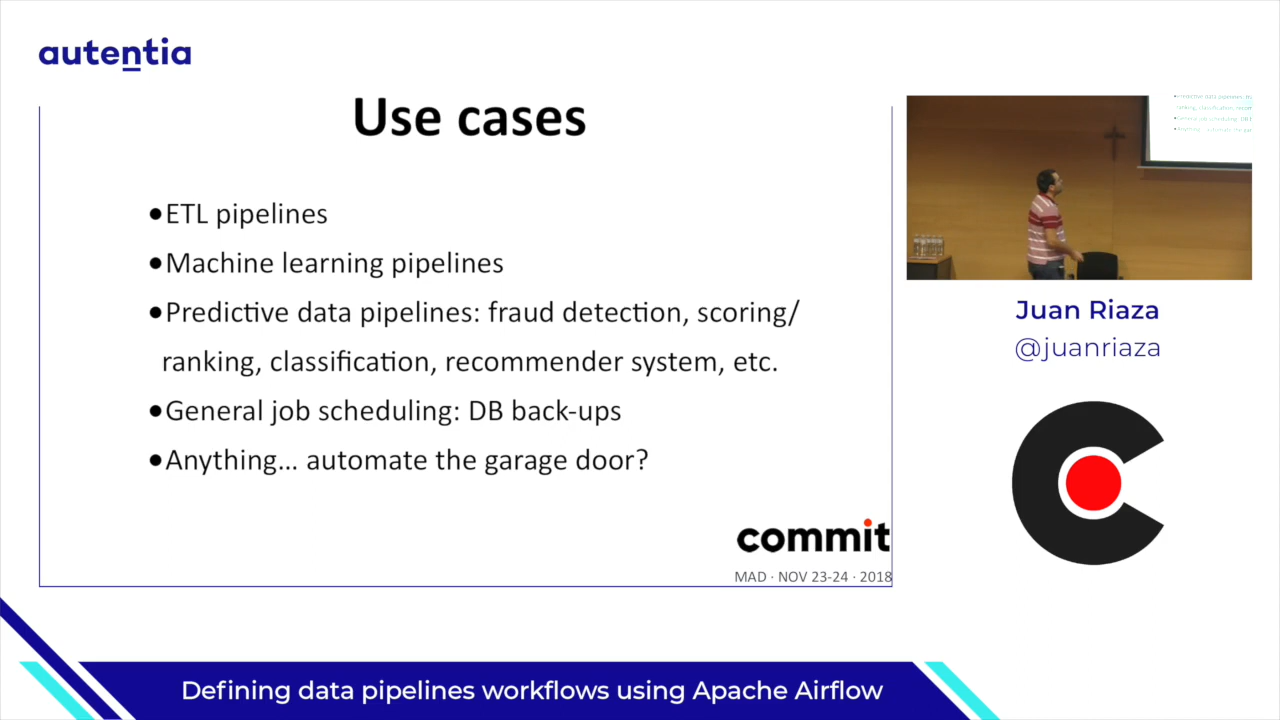 autentia
Use cases
•ETL pipelines
•Machine learning pipelines
•Predictive data pipelines: fraud detection, scoring/
ranking, classification, recommender system, etc.
•General job scheduling: DB back-ups
•Anything... automate the garage door?
commit
MAD · NOV 23-24 · 2018
Juan Riaza
@juanriaza
Defining data pipelines workflows using Apache Airflow